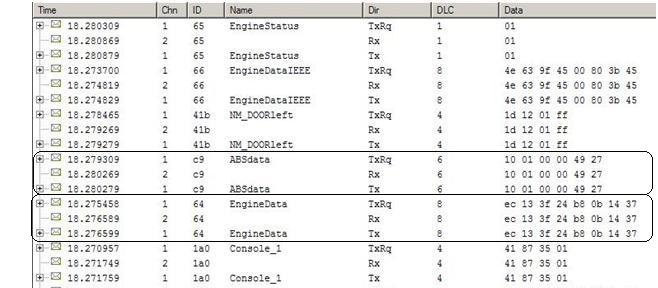 Time Chn ID Name Dir DLC Data
18.280309 1 65 EngineStatus TxRq 1 01
18.280869 2 65 Rx 1 01
18.280879 1 65 EngineStatus Tx 1 01
18.273700 1 66 EngineDataIEEE TxRq 8 4e 63 9f 45 00 80 3b 45
18.274819 2 66 Rx 8 4e 63 9f 45 00 80 3b 45
18.274829 1 66 EngineDataIEEE Tx 8 4e 63 9f 45 00 80 3b 45
18.278465 1 41b NM_DOORleft TxRq 4 1d 12 01 ff
18.279269 2 41b Rx 4 1d 12 01 ff
18.279279 1 41b NM_DOORleft Tx 4 1d 12 01 ff
18.279309 1 c9 ABSdata TxRq 6 10 01 00 00 49 27
18.280269 2 c9 Rx 6 10 01 00 00 49 27
18.280279 1 c9 ABSdata Tx 6 10 01 00 00 49 27
18.275458 1 64 EngineData TxRq 8 ec 13 3f 24 b8 0b 14 37
18.276589 2 64 Rx 8 ec 13 3f 24 b8 0b 14 37
18.276599 1 64 EngineData Tx 8 ec 13 3f 24 b8 0b 14 37
18.270957 1 1a0 Console_1 TxRq 4 41 87 35 01
18.271749 2 1a0 Rx 4 41 87 35 01
18.271759 1 1a0 Console_1 Tx 4 41 87 35 01